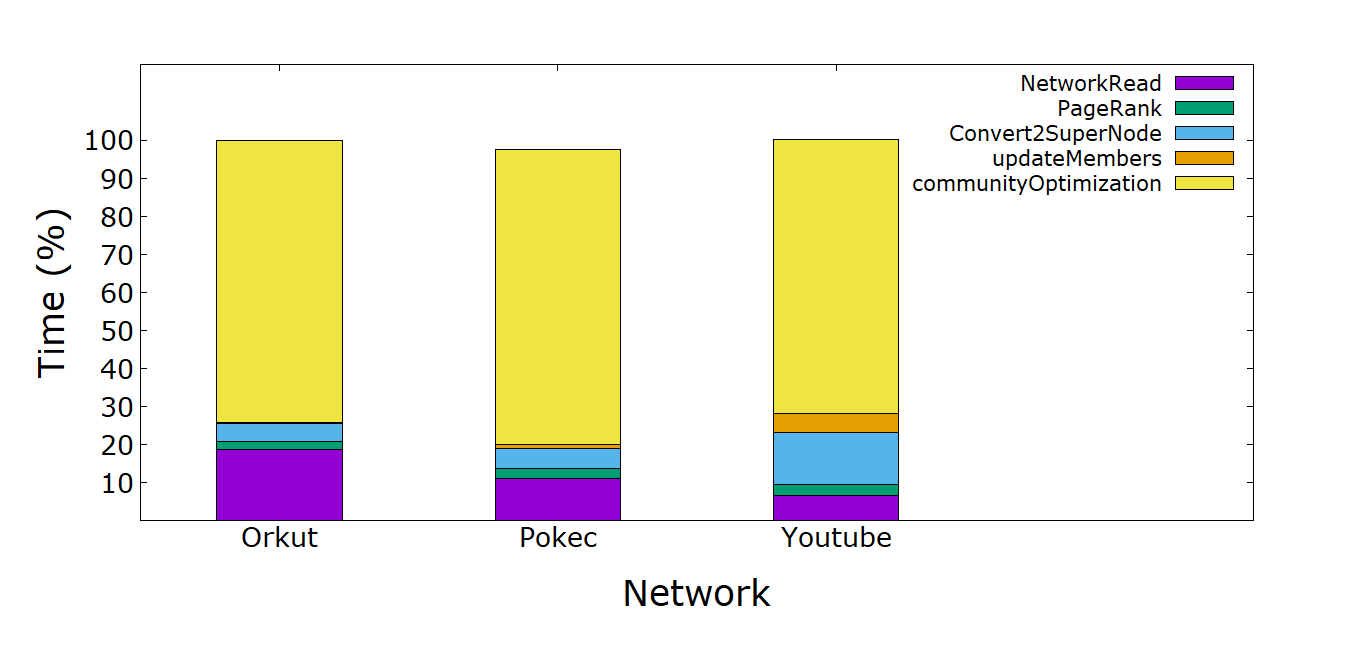 NetworkRead
PageRank
Convert2SuperNode
updateMembers
communityOptimization
100
90
80
70
60
50
40
30
20
10
Time (%)
Orkut Pokec Youtube
Network